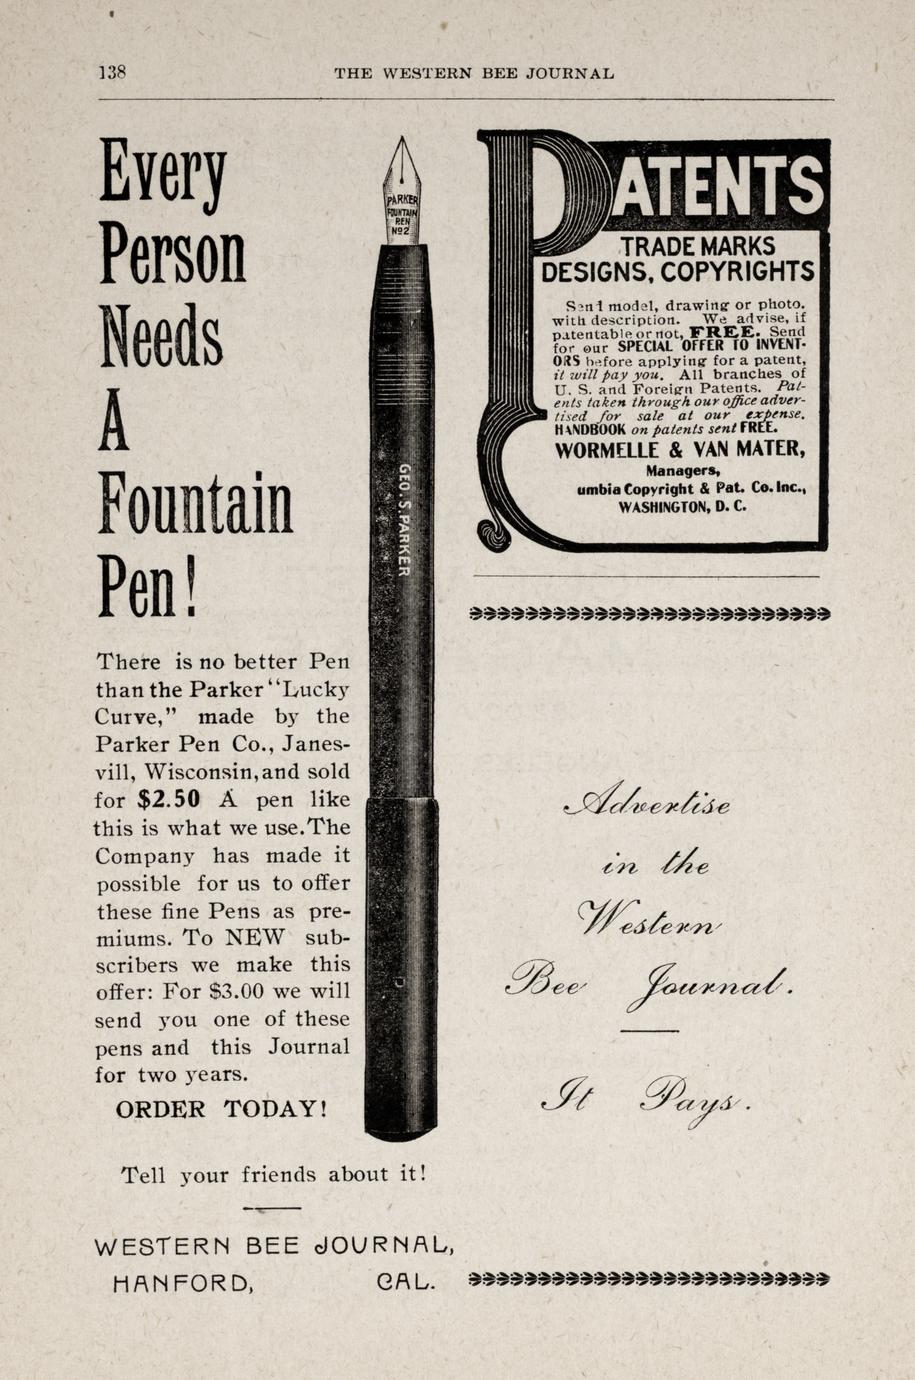 138
THE WESTERN BEE JOURNAL
Every
Person
Needs
A
Fountain
Pen!
There is no better Pen
than the Parker "Lucky
Curve," made by the
Parker Pen Co., Janes-
vill, Wisconsin, and sold
for $2.50 A pen like
this is what we use. The
Company has made it
possible for us to offer
these fine Pens as pre-
miums. To NEW sub-
scribers we make this
offer: For $3.00 we will
send you one of these
pens and this Journal
for two years.
ORDER TODAY!
Tell your friends about it!
WESTERN BEE JOURNAL,
HANFORD, CAL.
PARKER
FOUNTAIN
PEN
Nº2
GEO. S. PARKER
PATENTS
TRADE MARKS
DESIGNS, COPYRIGHTS
Send model, drawing or photo.
with description. We advise, if
patentable or not, FREE. Send
for our SPECIAL OFFER TO INVENT-
ORS before applying for a patent,
it will pay you. All branches of
U. S. and Foreign Patents. Pat-
ents taken through our office adver-
tised for sale at our expense.
HANDBOOK on patents sent FREE.
WORMELLE & VAN MATER,
Managers,
umbia Copyright & Pat. Co. Inc.,
WASHINGTON, D. C.
Advertise
in the
Western
Bee Journal.
It Pays.